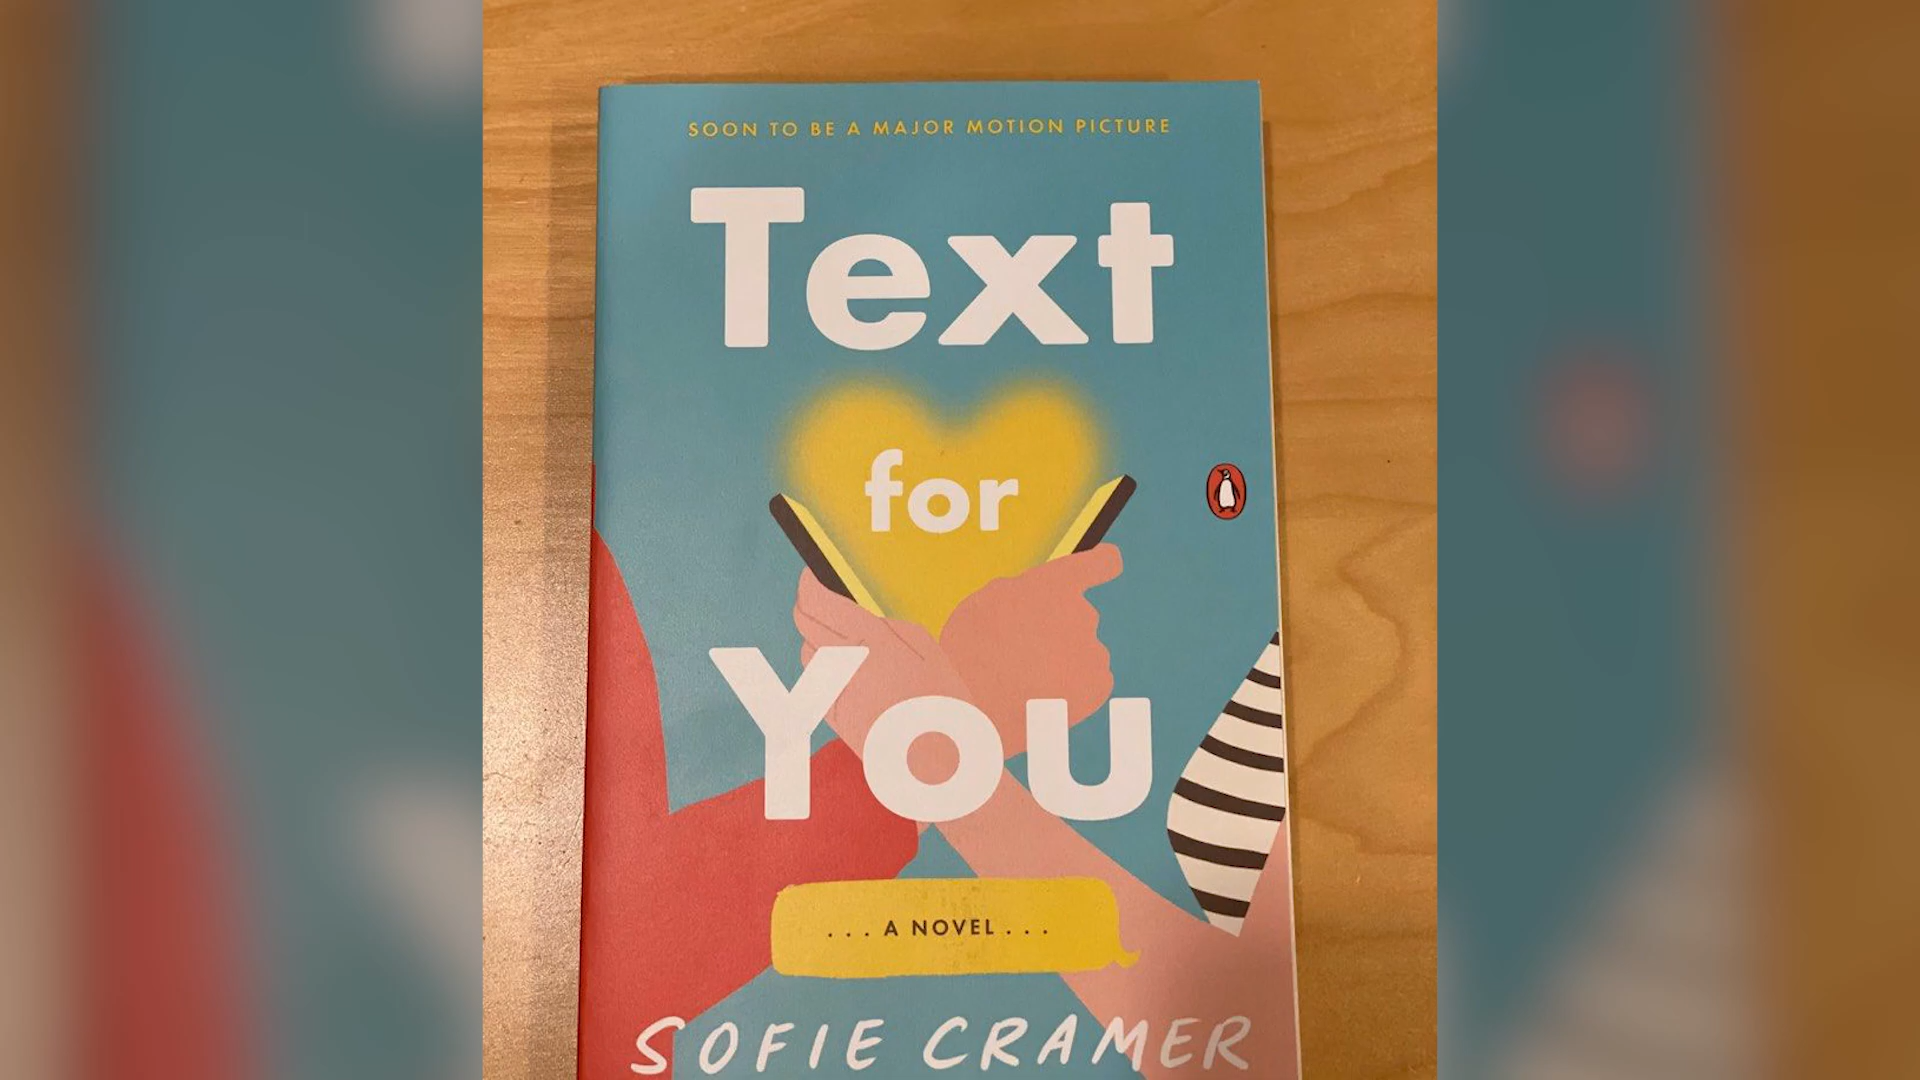 SOON TO BE A MAJOR MOTION PICTURE
Text
for
You
. . . A NOVEL . . .
SOFIE CRAMER